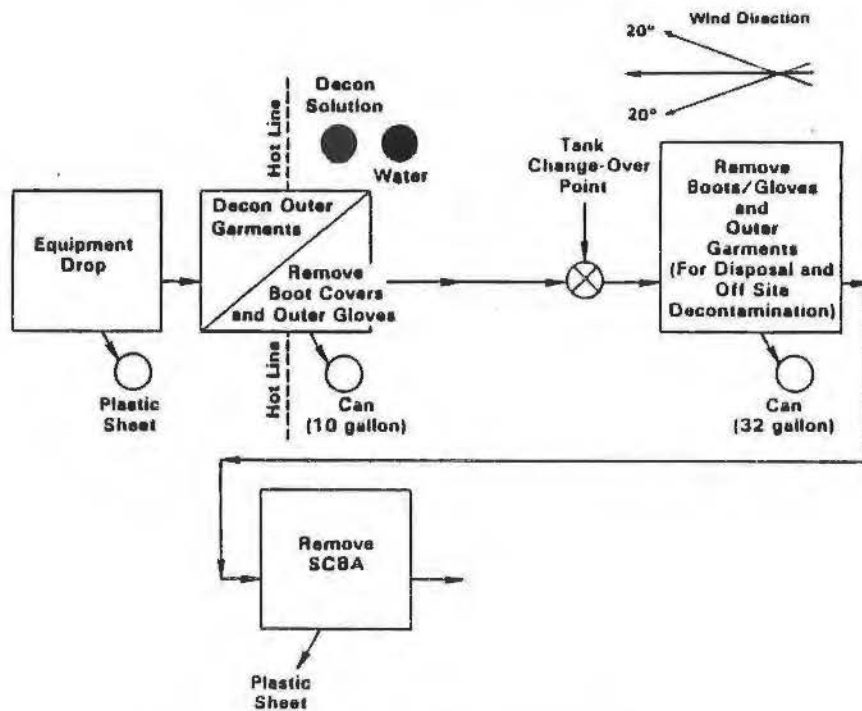 Wind Direction
20°
20°
Hot Line
Decon
Solution
Water
Tank
Change-Over
Point
Equipment
Drop
Decon Outer
Garments
Remove
Boot Covers
and Outer Gloves
Remove
Boots/Gloves
and
Outer
Garments
(For Disposal and
Off Site
Decontamination)
Plastic
Sheet
Hot Line
Can
(10 gallon)
Can
(32 gallon)
Remove
SCBA
Plastic
Sheet